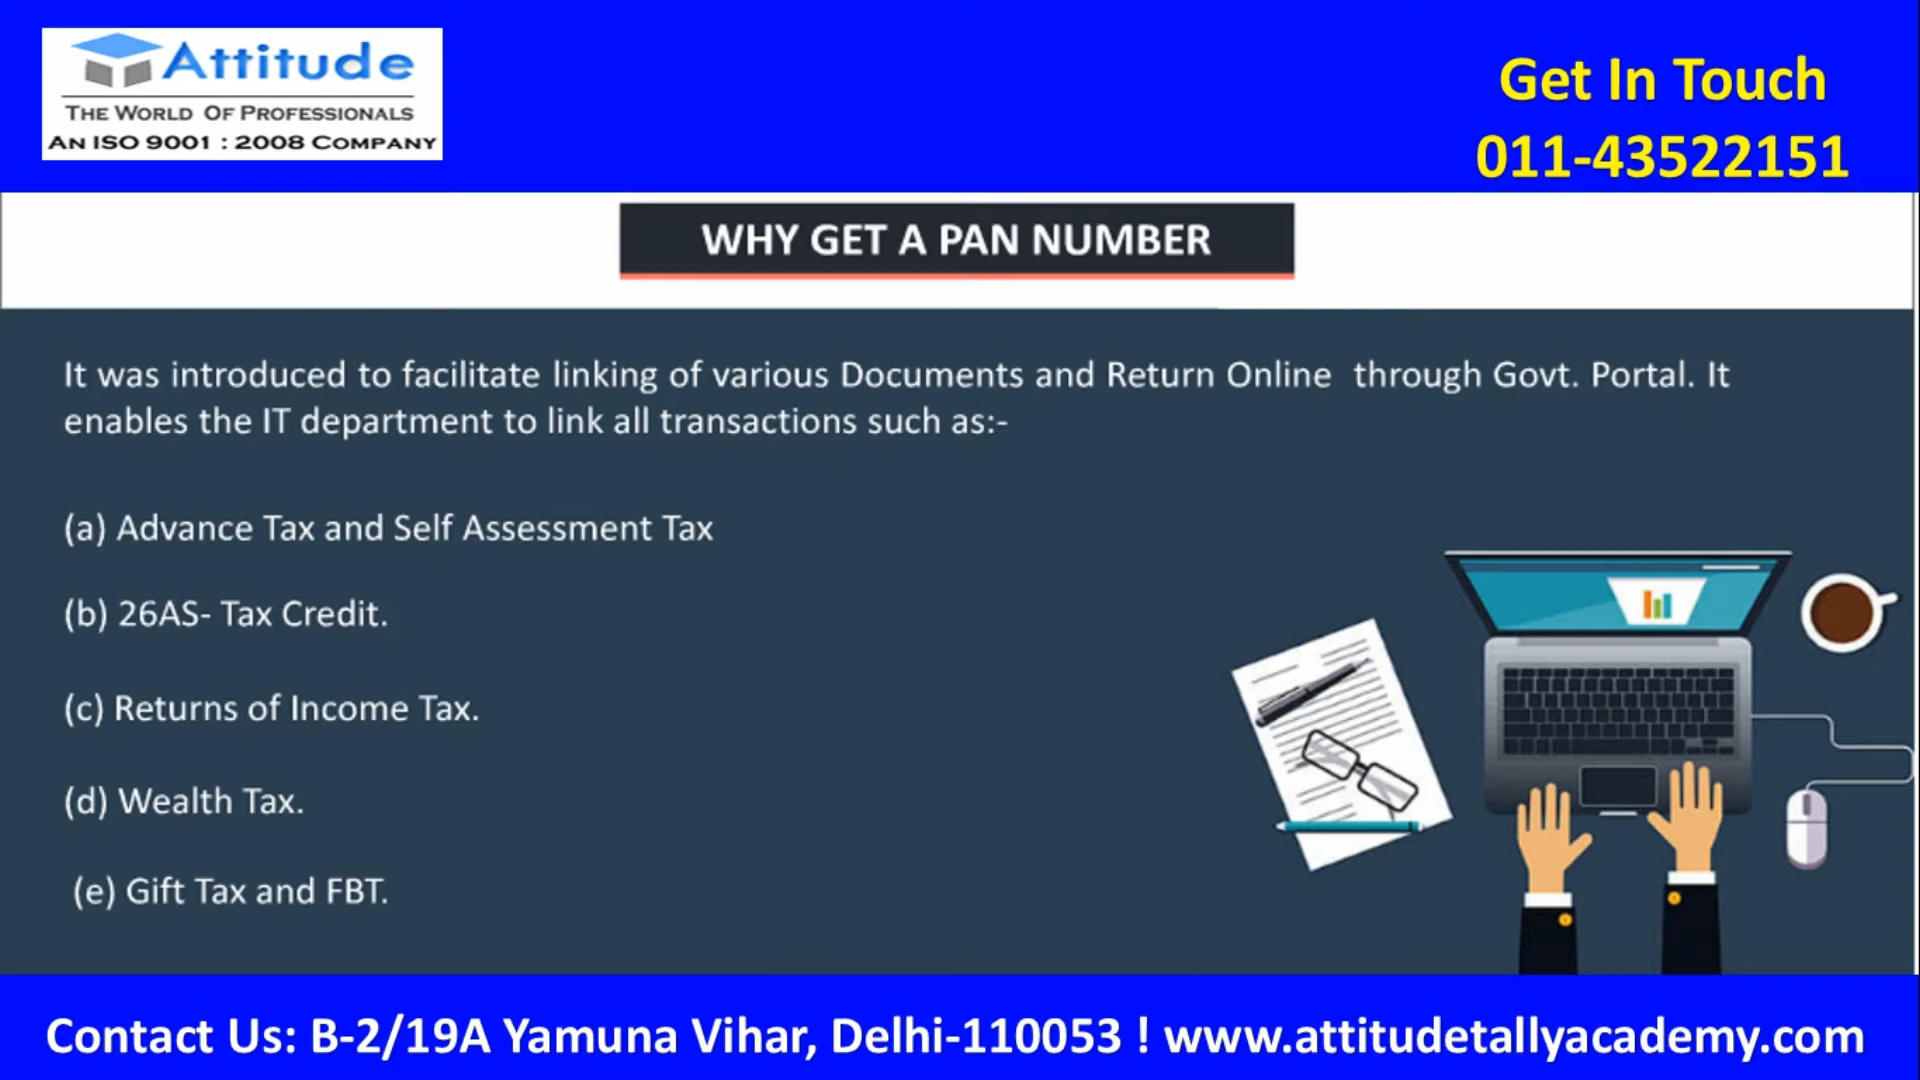 Attitude
THE WORLD OF PROFESSIONALS
AN ISO 9001 : 2008 COMPANY
Get In Touch
011-43522151
WHY GET A PAN NUMBER
It was introduced to facilitate linking of various Documents and Return Online through Govt. Portal. It
enables the IT department to link all transactions such as:-
(a) Advance Tax and Self Assessment Tax
(b) 26AS- Tax Credit.
(c) Returns of Income Tax.
(d) Wealth Tax.
(e) Gift Tax and FBT.
Contact Us: B-2/19A Yamuna Vihar, Delhi-110053 ! www.attitudetallyacademy.com